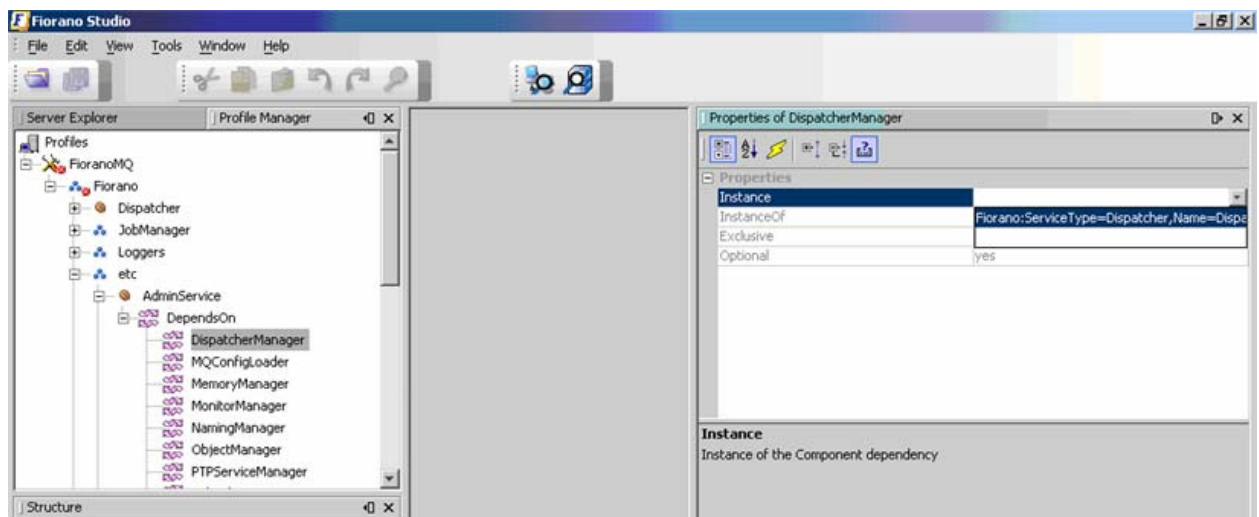 Fiorano Studio
File Edit View Tools Window Help
Server Explorer Profile Manager
Properties of DispatcherManager
Profiles
FioranoMQ
Fiorano
Dispatcher
JobManager
Loggers
etc
AdminService
DependsOn
DispatcherManager
MQConfigLoader
MemoryManager
MonitorManager
NamingManager
ObjectManager
PTPServiceManager
Structure
Properties
Instance
InstanceOf Fiorano:ServiceType=Dispatcher,Name=Dispa
Exclusive
Optional yes
Instance
Instance of the Component dependency